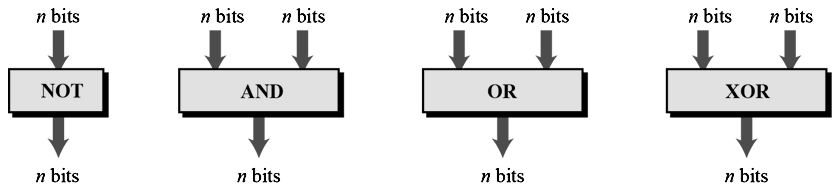 n bits n bits n bits n bits n bits n bits n bits
NOT AND OR XOR
n bits n bits n bits n bits